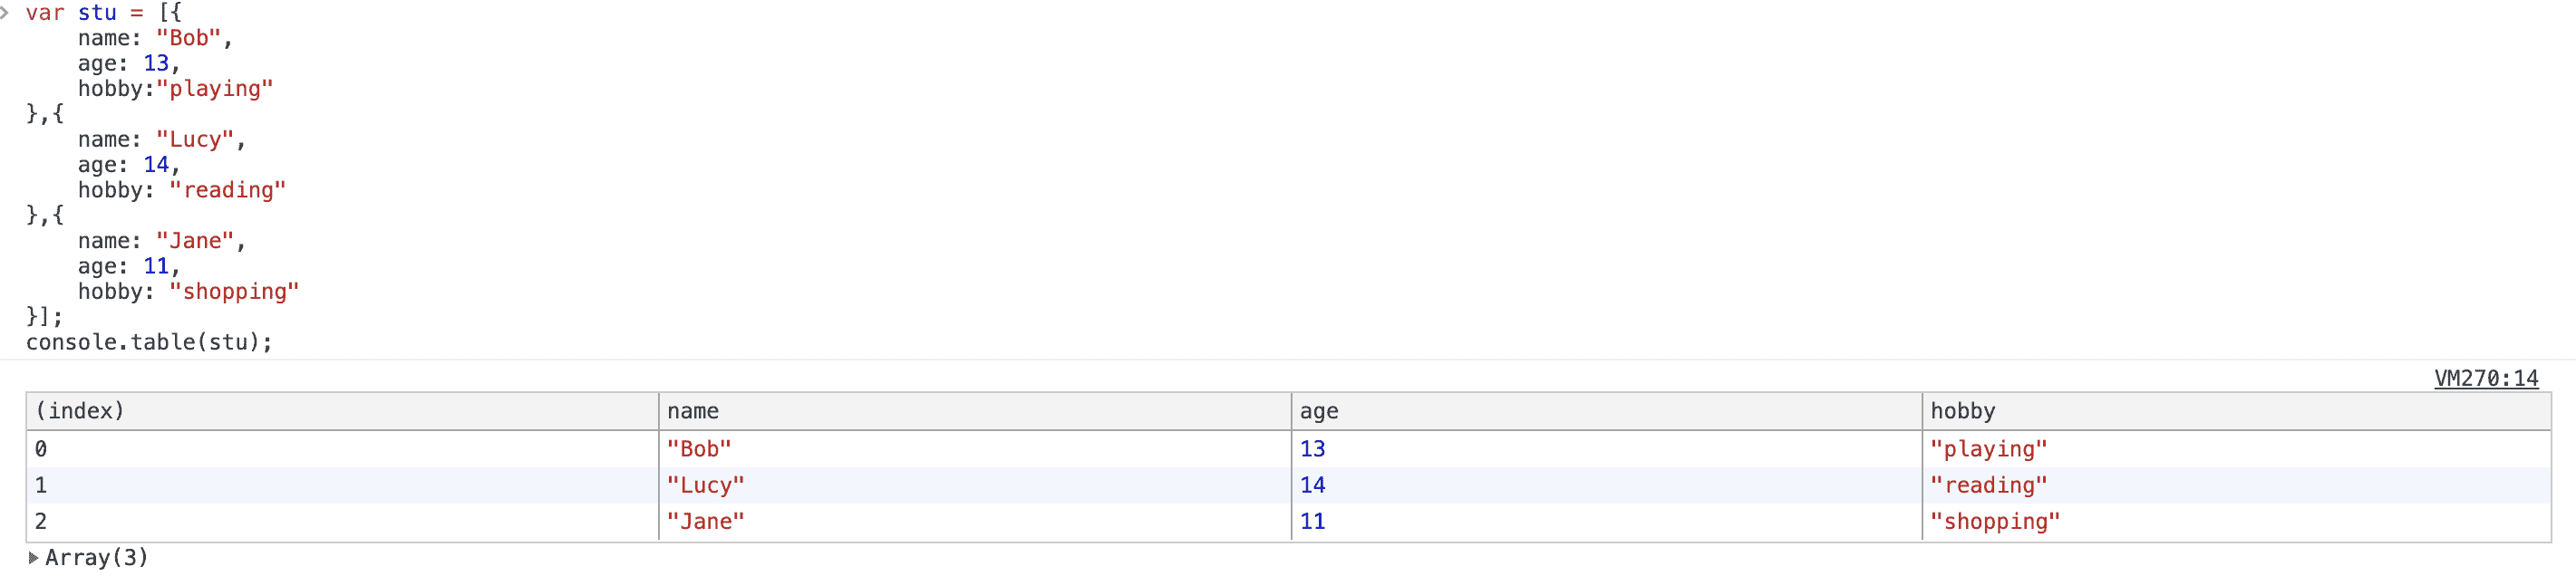 > var stu = [{
    name: "Bob",
    age: 13,
    hobby:"playing"
},{
    name: "Lucy",
    age: 14,
    hobby: "reading"
},{
    name: "Jane",
    age: 11,
    hobby: "shopping"
}];
console.table(stu);
VM270:14
(index) name age hobby
0 "Bob" 13 "playing"
1 "Lucy" 14 "reading"
2 "Jane" 11 "shopping"
▶ Array(3)